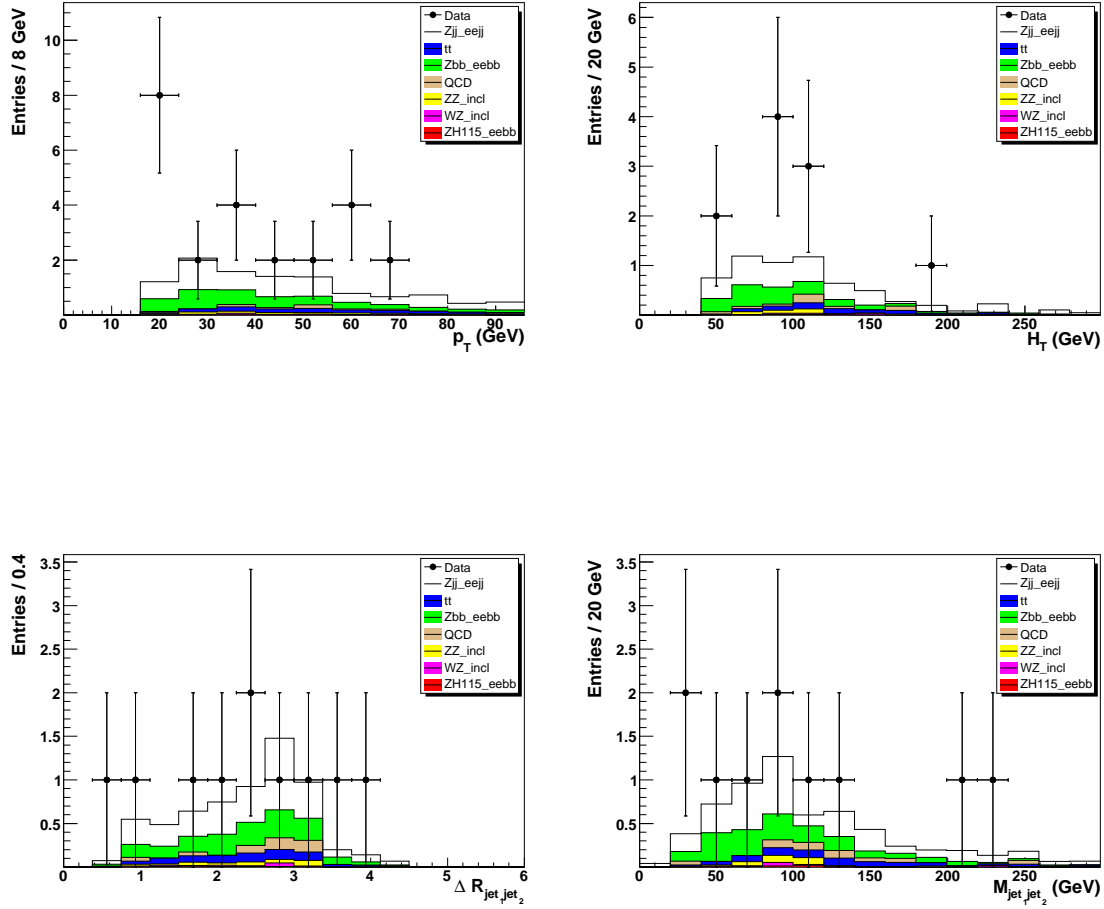 Entries / 8 GeV
10
8
6
4
2
0 10 20 30 40 50 60 70 80 90
p_T (GeV)
Data
Zjj_eejj
tt
Zbb_eebb
QCD
ZZ_incl
WZ_incl
ZH115_eebb
Entries / 20 GeV
6
5
4
3
2
1
0 50 100 150 200 250
H_T (GeV)
Data
Zjj_eejj
tt
Zbb_eebb
QCD
ZZ_incl
WZ_incl
ZH115_eebb
Entries / 0.4
3.5
3
2.5
2
1.5
1
0.5
0 1 2 3 4 5 6
Δ R_jet_1jet_2
Data
Zjj_eejj
tt
Zbb_eebb
QCD
ZZ_incl
WZ_incl
ZH115_eebb
Entries / 20 GeV
3.5
3
2.5
2
1.5
1
0.5
0 50 100 150 200 250
M_jet_1jet_2 (GeV)
Data
Zjj_eejj
tt
Zbb_eebb
QCD
ZZ_incl
WZ_incl
ZH115_eebb